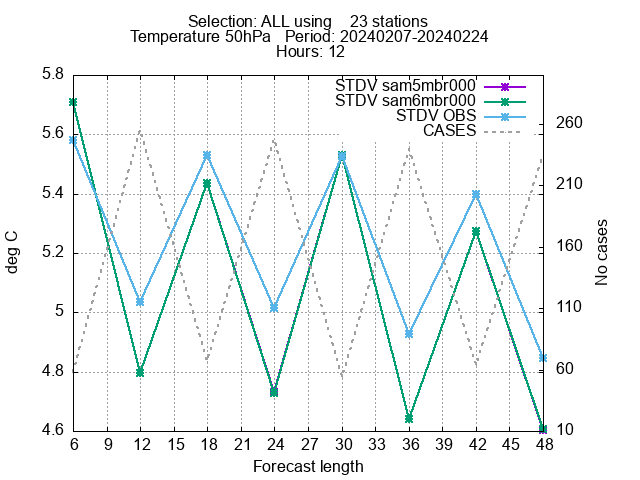 Selection: ALL using    23 stations
Temperature 50hPa   Period: 20240207-20240224
Hours: 12
STDV sam5mbr000
STDV sam6mbr000
STDV OBS
CASES
5.8
5.6
5.4
5.2
5
4.8
4.6
deg C
260
210
160
110
60
10
No cases
6 9 12 15 18 21 24 27 30 33 36 39 42 45 48
Forecast length